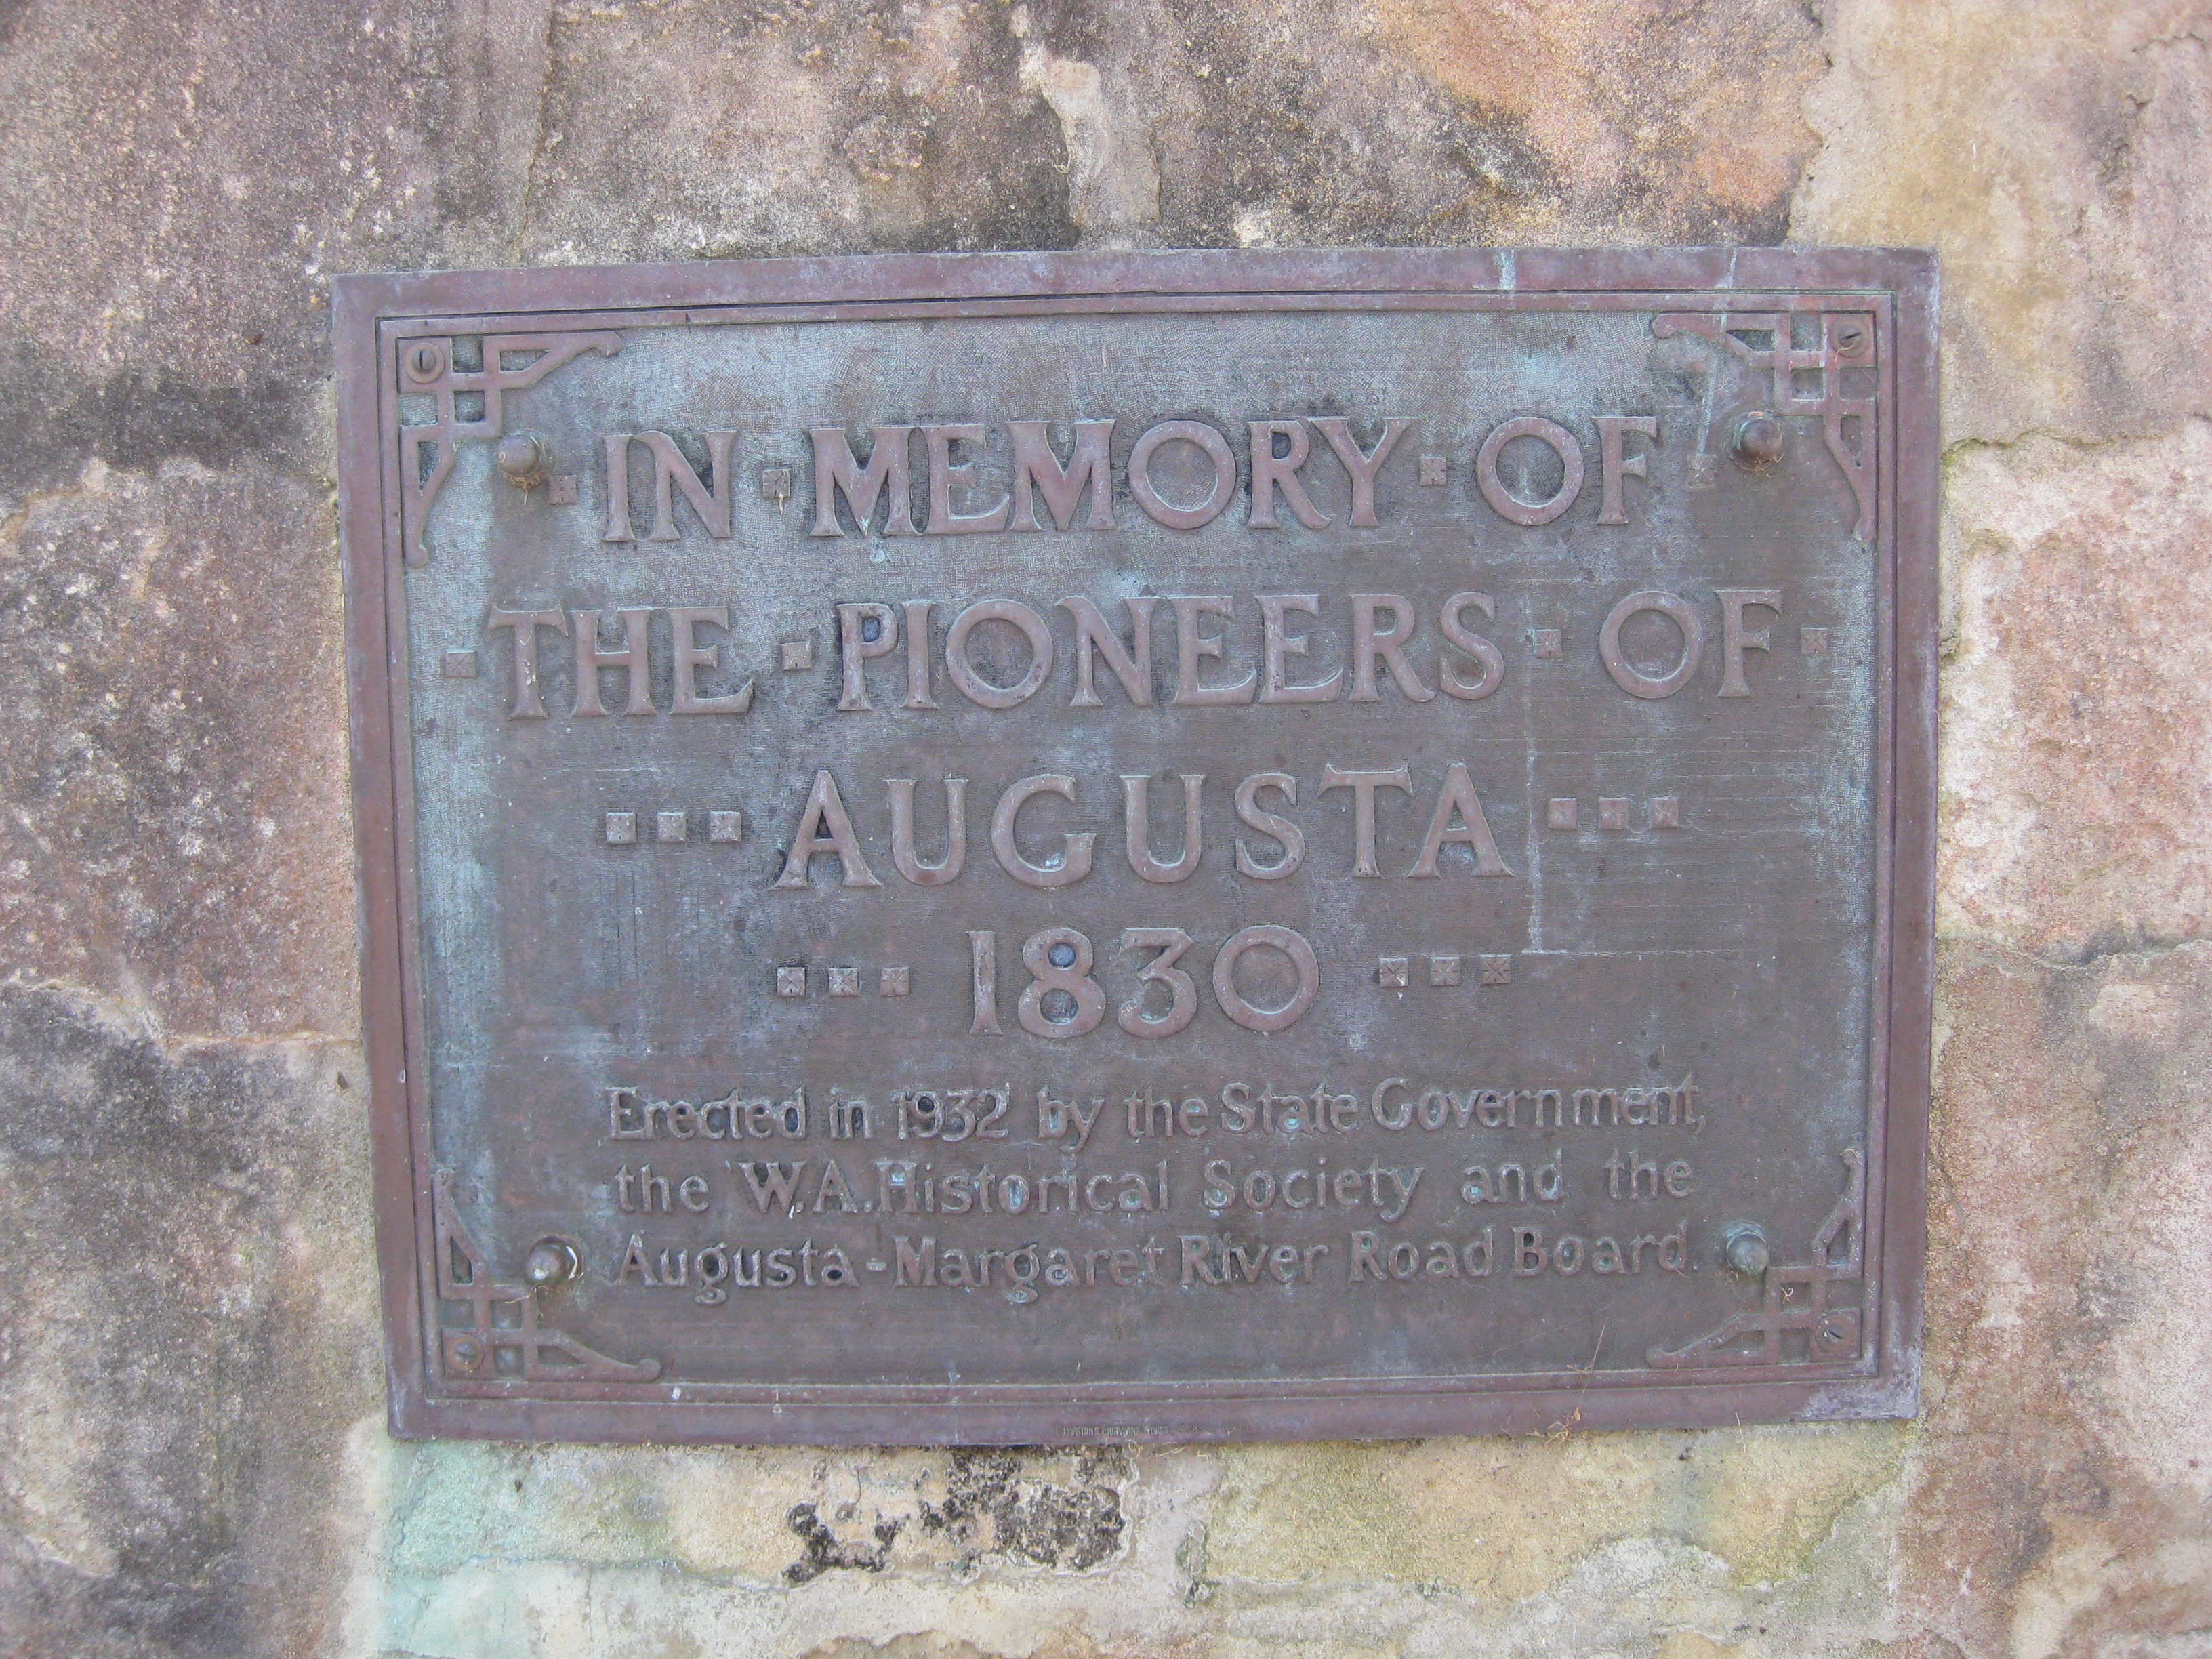 IN MEMORY OF
THE PIONEERS OF
AUGUSTA
1830
Erected in 1932 by the State Government,
the W.A. Historical Society and the
Augusta-Margaret River Road Board.